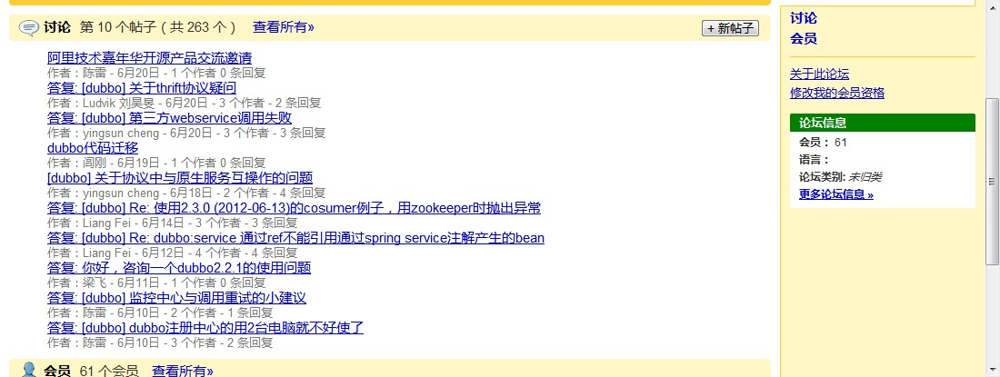 讨论 第 10 个帖子 ( 共 263 个 ) 查看所有»
+ 新帖子
阿里技术嘉年华开源产品交流邀请
作者：陈雷 - 6月20日 - 1 个作者 0 条回复
答复: [dubbo] 关于thrift协议疑问
作者：Ludvik 刘昊旻 - 6月20日 - 3 个作者 - 2 条回复
答复: [dubbo] 第三方webservice调用失败
作者：yingsun cheng - 6月20日 - 3 个作者 - 3 条回复
dubbo代码迁移
作者：闾刚 - 6月19日 - 1 个作者 0 条回复
[dubbo] 关于协议中与原生服务互操作的问题
作者：yingsun cheng - 6月18日 - 2 个作者 - 4 条回复
答复: [dubbo] Re: 使用2.3.0 (2012-06-13)的cosumer例子，用zookeeper时抛出异常
作者：Liang Fei - 6月14日 - 3 个作者 - 3 条回复
答复: [dubbo] Re: dubbo:service 通过ref不能引用通过spring service注解产生的bean
作者：Liang Fei - 6月12日 - 4 个作者 - 4 条回复
答复: 你好，咨询一个dubbo2.2.1的使用问题
作者：梁飞 - 6月11日 - 1 个作者 0 条回复
答复: [dubbo] 监控中心与调用重试的小建议
作者：陈雷 - 6月10日 - 2 个作者 - 1 条回复
答复: [dubbo] dubbo注册中心的用2台电脑就不好使了
作者：陈雷 - 6月10日 - 3 个作者 - 2 条回复
会员 61 个会员 查看所有»
讨论
会员
关于此论坛
修改我的会员资格
论坛信息
会员： 61
语言：
论坛类别: 未归类
更多论坛信息 »